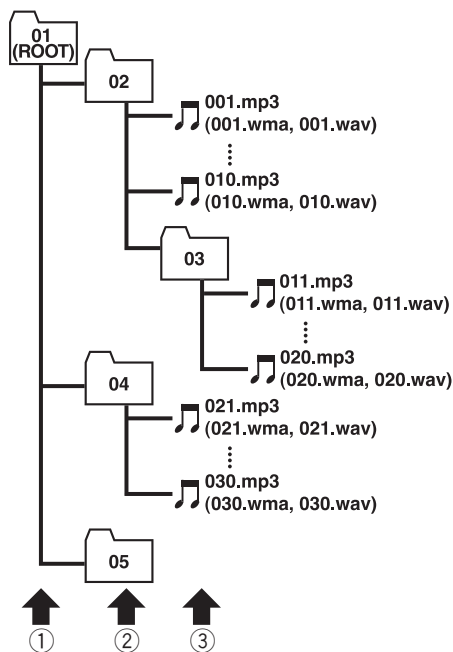 01
(ROOT)
02
001.mp3
(001.wma, 001.wav)
010.mp3
(010.wma, 010.wav)
03
011.mp3
(011.wma, 011.wav)
020.mp3
(020.wma, 020.wav)
04
021.mp3
(021.wma, 021.wav)
030.mp3
(030.wma, 030.wav)
05
① ② ③